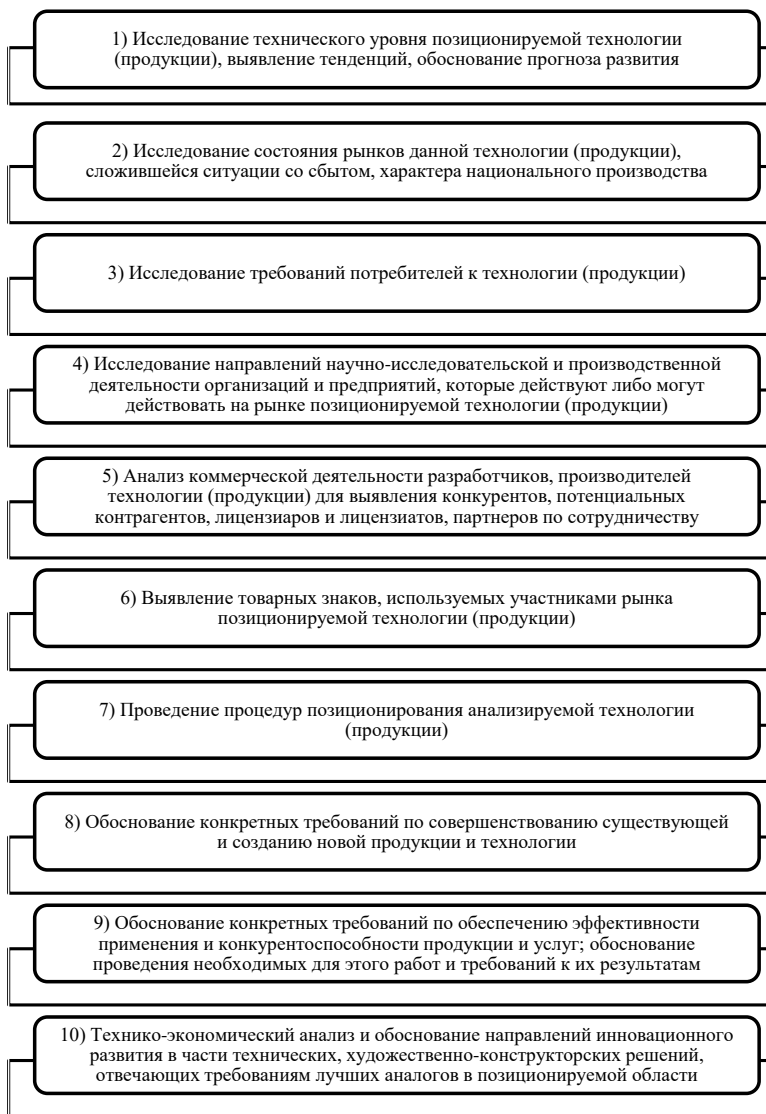 1) Исследование технического уровня позиционируемой технологии
(продукции), выявление тенденций, обоснование прогноза развития
2) Исследование состояния рынков данной технологии (продукции),
сложившейся ситуации со сбытом, характера национального производства
3) Исследование требований потребителей к технологии (продукции)
4) Исследование направлений научно-исследовательской и производственной
деятельности организаций и предприятий, которые действуют либо могут
действовать на рынке позиционируемой технологии (продукции)
5) Анализ коммерческой деятельности разработчиков, производителей
технологии (продукции) для выявления конкурентов, потенциальных
контрагентов, лицензиаров и лицензиатов, партнеров по сотрудничеству
6) Выявление товарных знаков, используемых участниками рынка
позиционируемой технологии (продукции)
7) Проведение процедур позиционирования анализируемой технологии
(продукции)
8) Обоснование конкретных требований по совершенствованию существующей
и созданию новой продукции и технологии
9) Обоснование конкретных требований по обеспечению эффективности
применения и конкурентоспособности продукции и услуг; обоснование
проведения необходимых для этого работ и требований к их результатам
10) Технико-экономический анализ и обоснование направлений инновационного
развития в части технических, художественно-конструкторских решений,
отвечающих требованиям лучших аналогов в позиционируемой области